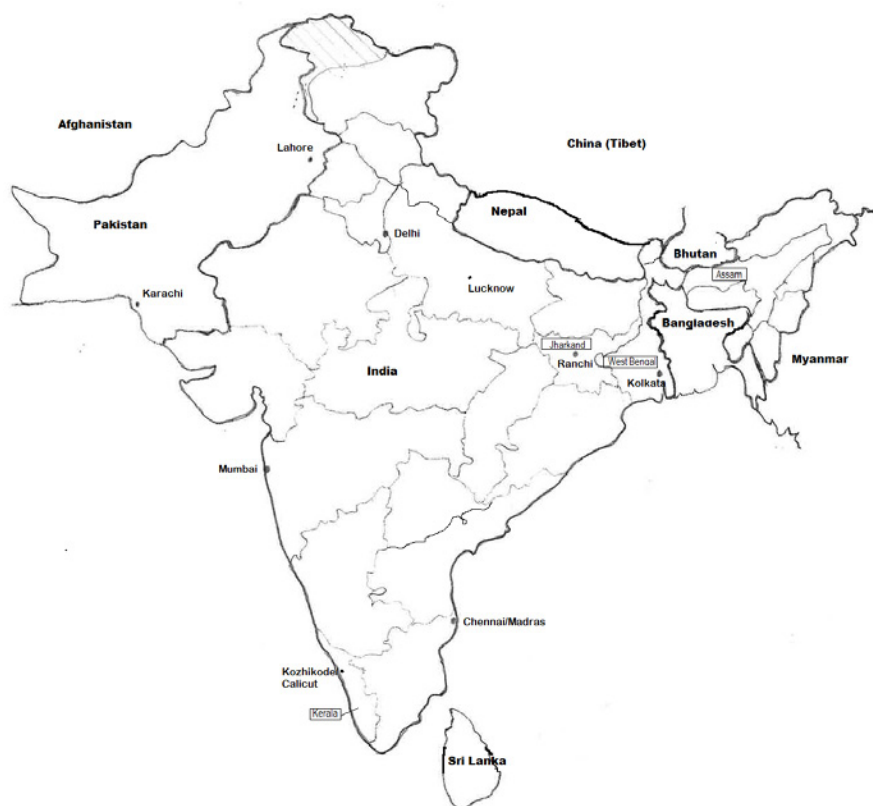 Afghanistan
China (Tibet)
Lahore
Nepal
Pakistan
Delhi
Bhutan
Assam
Lucknow
Karachi
Bangladesh
Jharkand
Ranchi
West Bengal
Myanmar
India
Kolkata
Mumbai
Chennai/Madras
Kozhikode/
Calicut
Kerala
Sri Lanka